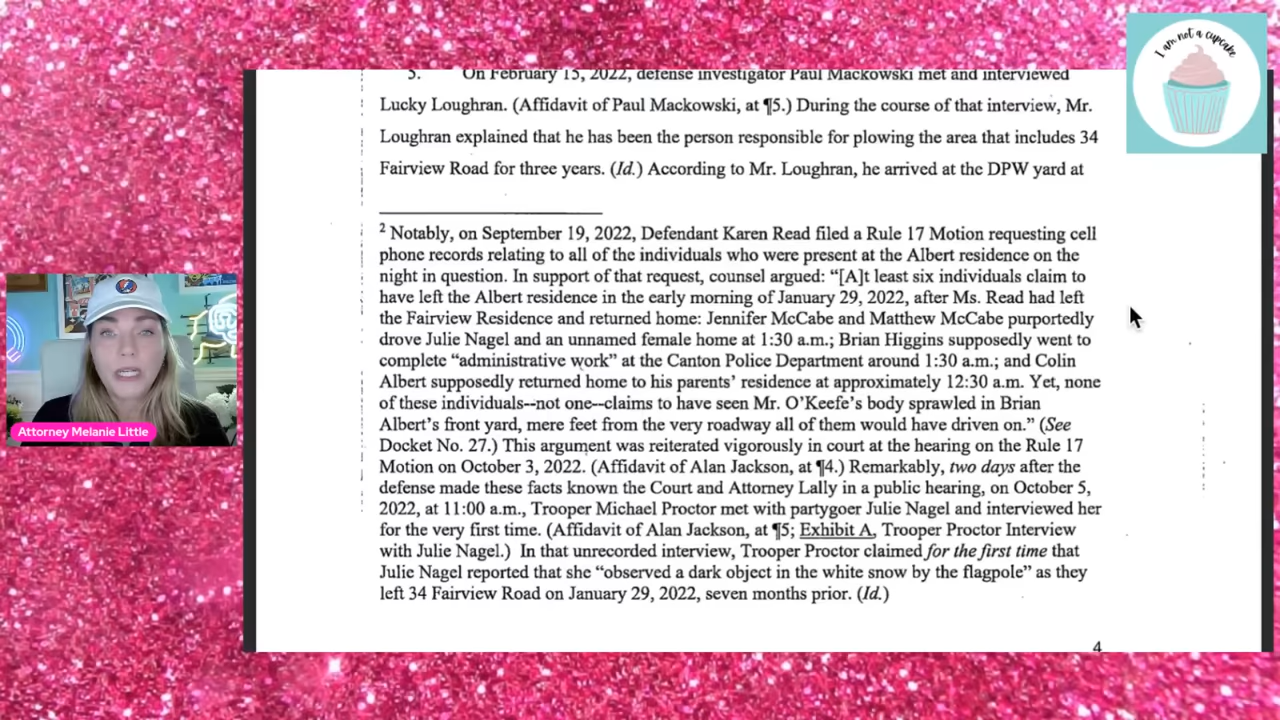 I am not a cupcake
5. On February 15, 2022, defense investigator Paul Mackowski met and interviewed
Lucky Loughran. (Affidavit of Paul Mackowski, at ¶5.) During the course of that interview, Mr.
Loughran explained that he has been the person responsible for plowing the area that includes 34
Fairview Road for three years. (Id.) According to Mr. Loughran, he arrived at the DPW yard at
2 Notably, on September 19, 2022, Defendant Karen Read filed a Rule 17 Motion requesting cell
phone records relating to all of the individuals who were present at the Albert residence on the
night in question. In support of that request, counsel argued: “[A]t least six individuals claim to
have left the Albert residence in the early morning of January 29, 2022, after Ms. Read had left
the Fairview Residence and returned home: Jennifer McCabe and Matthew McCabe purportedly
drove Julie Nagel and an unnamed female home at 1:30 a.m.; Brian Higgins supposedly went to
complete “administrative work” at the Canton Police Department around 1:30 a.m.; and Colin
Albert supposedly returned home to his parents’ residence at approximately 12:30 a.m. Yet, none
of these individuals--not one--claims to have seen Mr. O’Keefe’s body sprawled in Brian
Albert’s front yard, mere feet from the very roadway all of them would have driven on.” (See
Docket No. 27.) This argument was reiterated vigorously in court at the hearing on the Rule 17
Motion on October 3, 2022. (Affidavit of Alan Jackson, at ¶4.) Remarkably, two days after the
defense made these facts known the Court and Attorney Lally in a public hearing, on October 5,
2022, at 11:00 a.m., Trooper Michael Proctor met with partygoer Julie Nagel and interviewed her
for the very first time. (Affidavit of Alan Jackson, at ¶5; Exhibit A, Trooper Proctor Interview
with Julie Nagel.) In that unrecorded interview, Trooper Proctor claimed for the first time that
Julie Nagel reported that she “observed a dark object in the white snow by the flagpole” as they
left 34 Fairview Road on January 29, 2022, seven months prior. (Id.)
4
Attorney Melanie Little